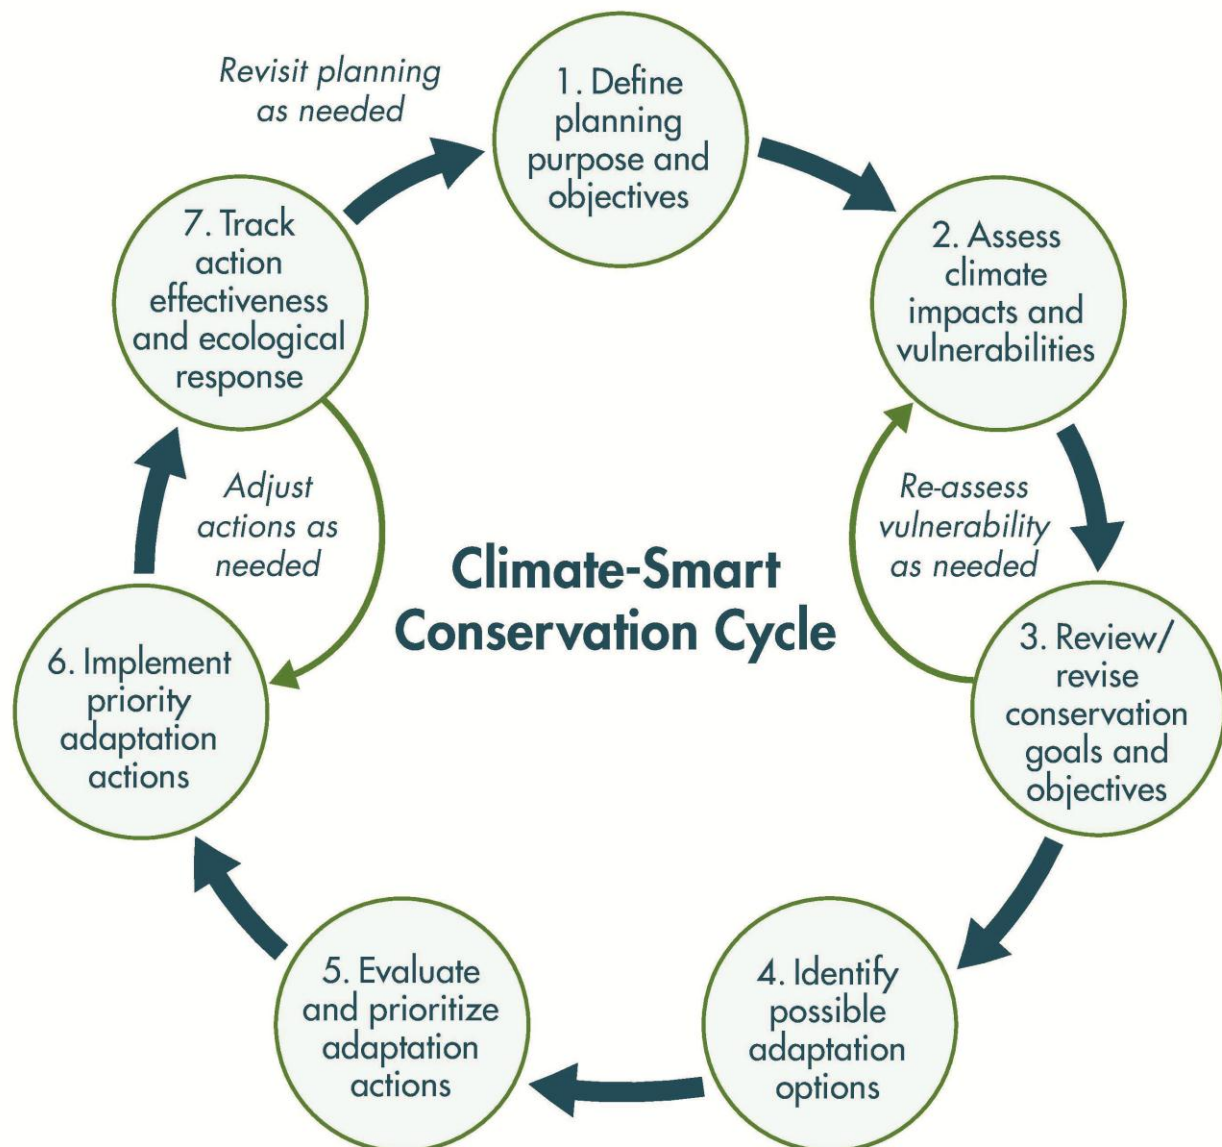 Revisit planning
as needed
1. Define
planning
purpose and
objectives
2. Assess
climate
impacts and
vulnerabilities
Re-assess
vulnerability
as needed
3. Review/
revise
conservation
goals and
objectives
4. Identify
possible
adaptation
options
5. Evaluate
and prioritize
adaptation
actions
6. Implement
priority
adaptation
actions
7. Track
action
effectiveness
and ecological
response
Adjust
actions as
needed
Climate-Smart
Conservation Cycle